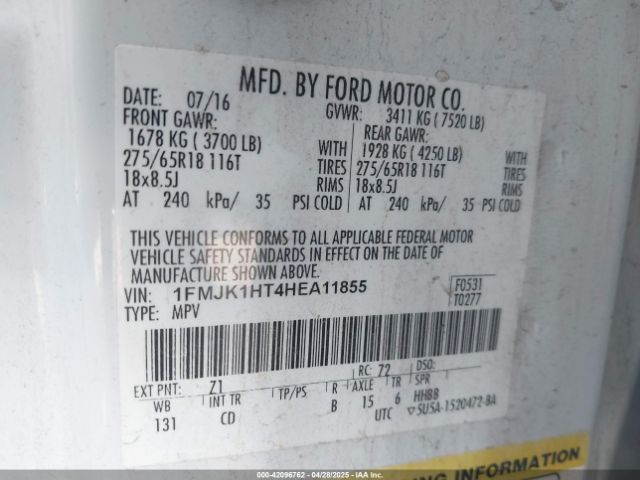 MFD. BY FORD MOTOR CO.
DATE: 07/16 GVWR: 3411 KG ( 7520 LB)
FRONT GAWR: REAR GAWR:
1678 KG ( 3700 LB) WITH 1928 KG ( 4250 LB) WITH
275/65R18 116T TIRES 275/65R18 116T TIRES
18x8.5J RIMS 18x8.5J RIMS
AT 240 kPa/ 35 PSI COLD AT 240 kPa/ 35 PSI COLD
THIS VEHICLE CONFORMS TO ALL APPLICABLE FEDERAL MOTOR
VEHICLE SAFETY STANDARDS IN EFFECT ON THE DATE OF
MANUFACTURE SHOWN ABOVE.
VIN: 1FMJK1HT4HEA11855 F0531
TYPE: MPV T0277
EXT PNT: Z1 RC: 72 DSO:
WB INT TR TP/PS R AXLE TR SPR
131 CD B 15 6 HHBB
UTC ▽5U5A-1520472-BA
ING INFORMATION
000-42096762 04/28/2025 IAAI